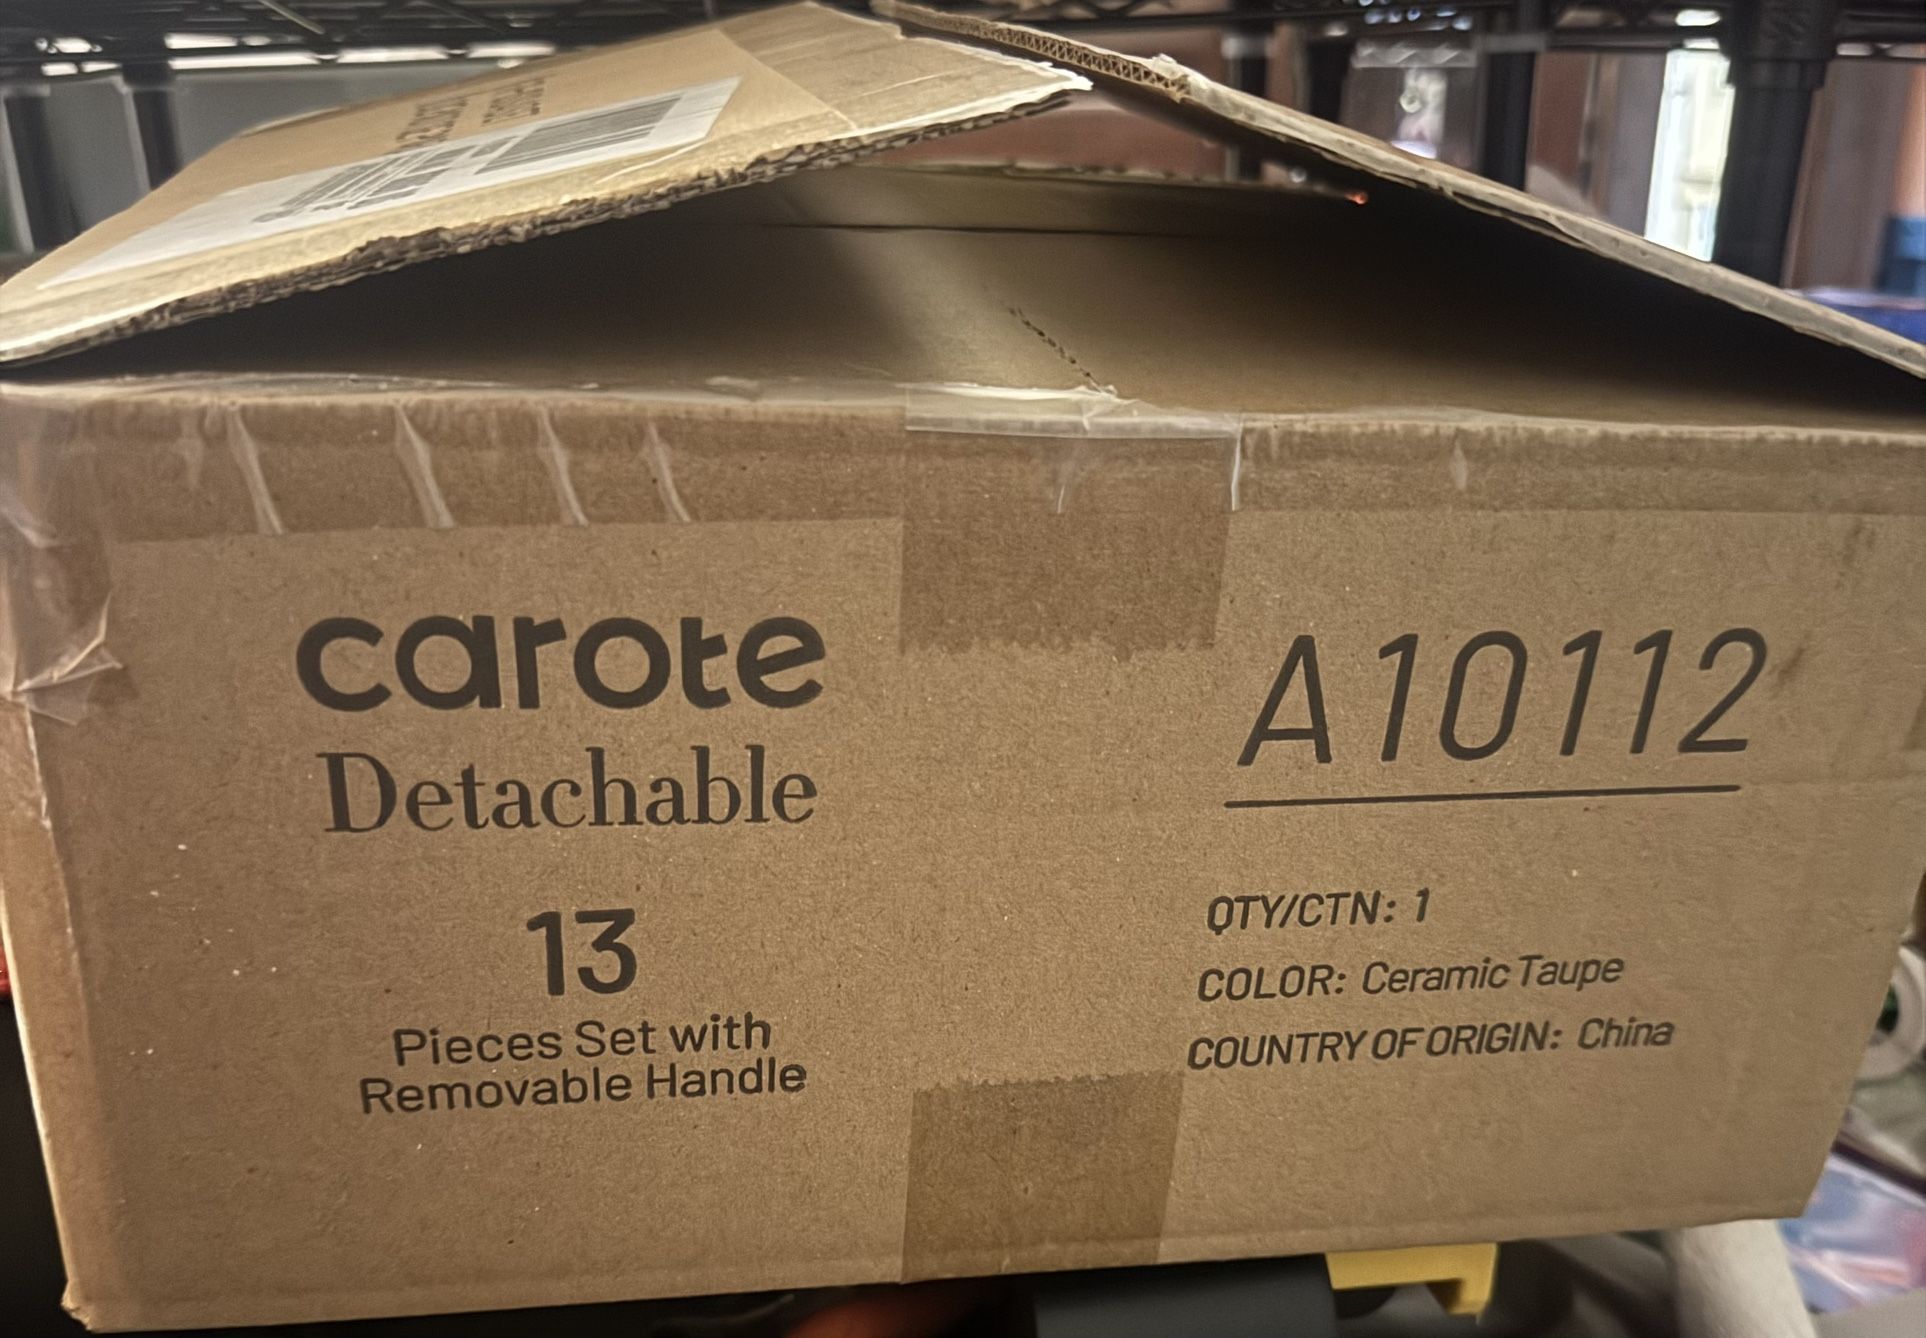 carote
Detachable
13
Pieces Set with
Removable Handle
A10112
QTY/CTN: 1
COLOR: Ceramic Taupe
COUNTRY OF ORIGIN: China